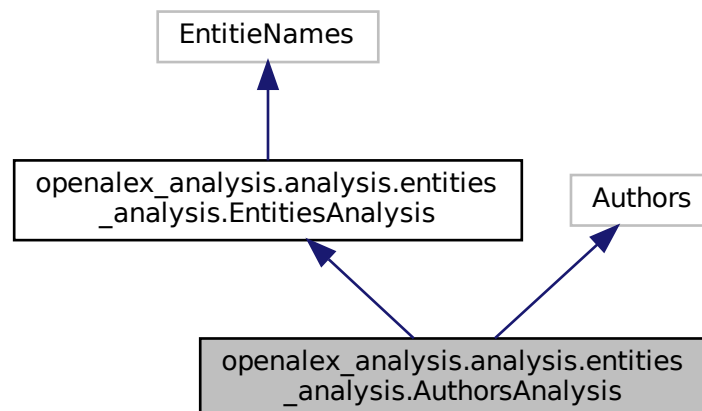 EntitieNames
openalex_analysis.analysis.entities
_analysis.EntitiesAnalysis
Authors
openalex_analysis.analysis.entities
_analysis.AuthorsAnalysis